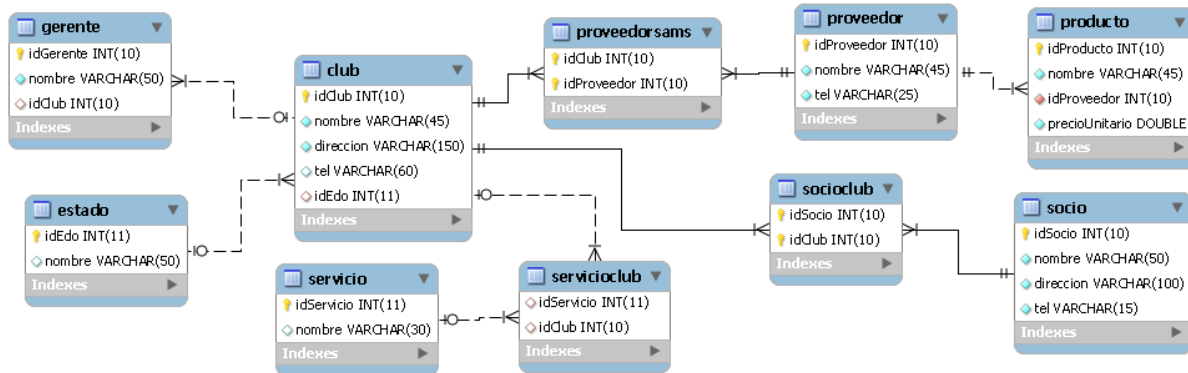 gerente
idGerente INT(10)
nombre VARCHAR(50)
idClub INT(10)
Indexes
club
idClub INT(10)
nombre VARCHAR(45)
direccion VARCHAR(150)
tel VARCHAR(60)
idEdo INT(11)
Indexes
proveedorsams
idClub INT(10)
idProveedor INT(10)
Indexes
proveedor
idProveedor INT(10)
nombre VARCHAR(45)
tel VARCHAR(25)
Indexes
producto
idProducto INT(10)
nombre VARCHAR(45)
idProveedor INT(10)
precioUnitario DOUBLE
Indexes
estado
idEdo INT(11)
nombre VARCHAR(50)
Indexes
servicio
idServicio INT(11)
nombre VARCHAR(30)
Indexes
servicioclub
idServicio INT(11)
idClub INT(10)
Indexes
socioclub
idSocio INT(10)
idClub INT(10)
Indexes
socio
idSocio INT(10)
nombre VARCHAR(50)
direccion VARCHAR(100)
tel VARCHAR(15)
Indexes